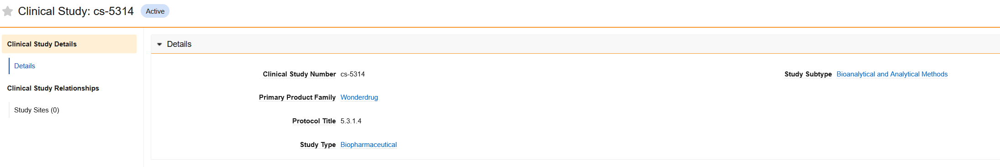 Clinical Study: cs-5314 Active
Clinical Study Details
Details
Clinical Study Relationships
Study Sites (0)
Details
Clinical Study Number cs-5314
Primary Product Family Wonderdrug
Protocol Title 5.3.1.4
Study Type Biopharmaceutical
Study Subtype Bioanalytical and Analytical Methods